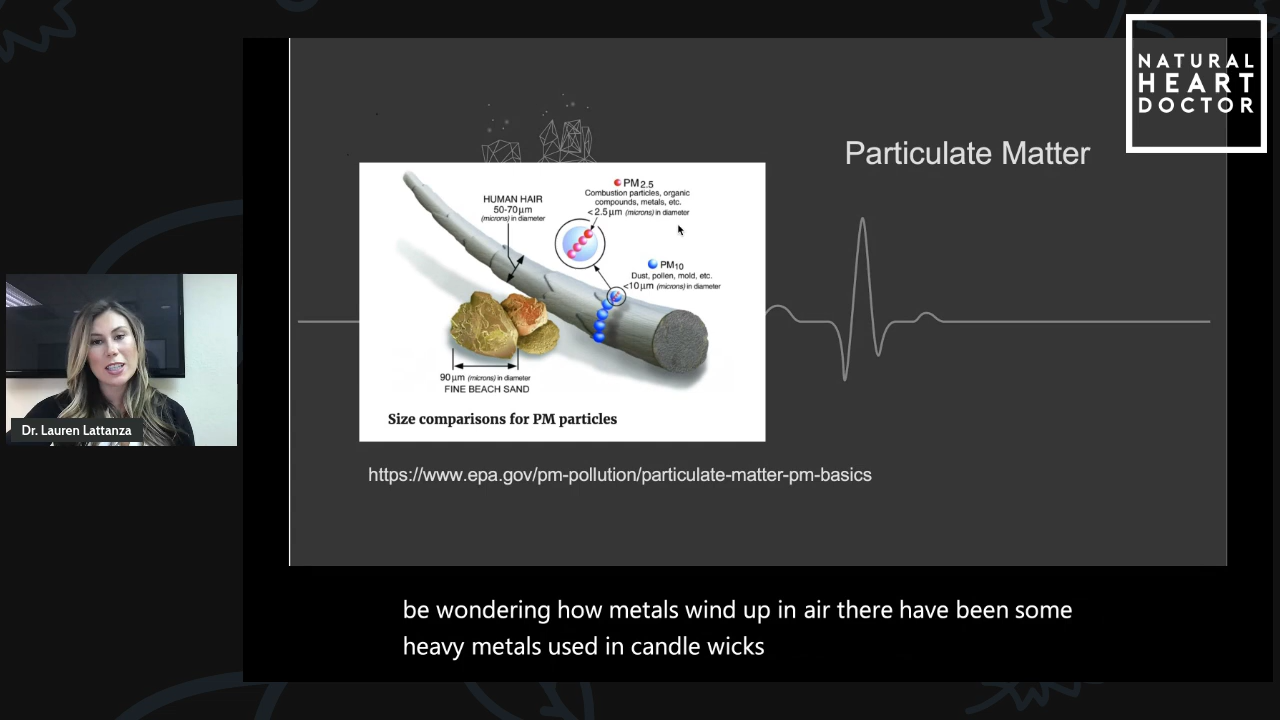 NATURAL
HEART
DOCTOR
Particulate Matter
HUMAN HAIR
50-70μm
(microns) in diameter
PM2.5
Combustion particles, organic
compounds, metals, etc.
<2.5μm (microns) in diameter
PM10
Dust, pollen, mold, etc.
<10μm (microns) in diameter
90μm (microns) in diameter
FINE BEACH SAND
Size comparisons for PM particles
Dr. Lauren Lattanza
https://www.epa.gov/pm-pollution/particulate-matter-pm-basics
be wondering how metals wind up in air there have been some
heavy metals used in candle wicks